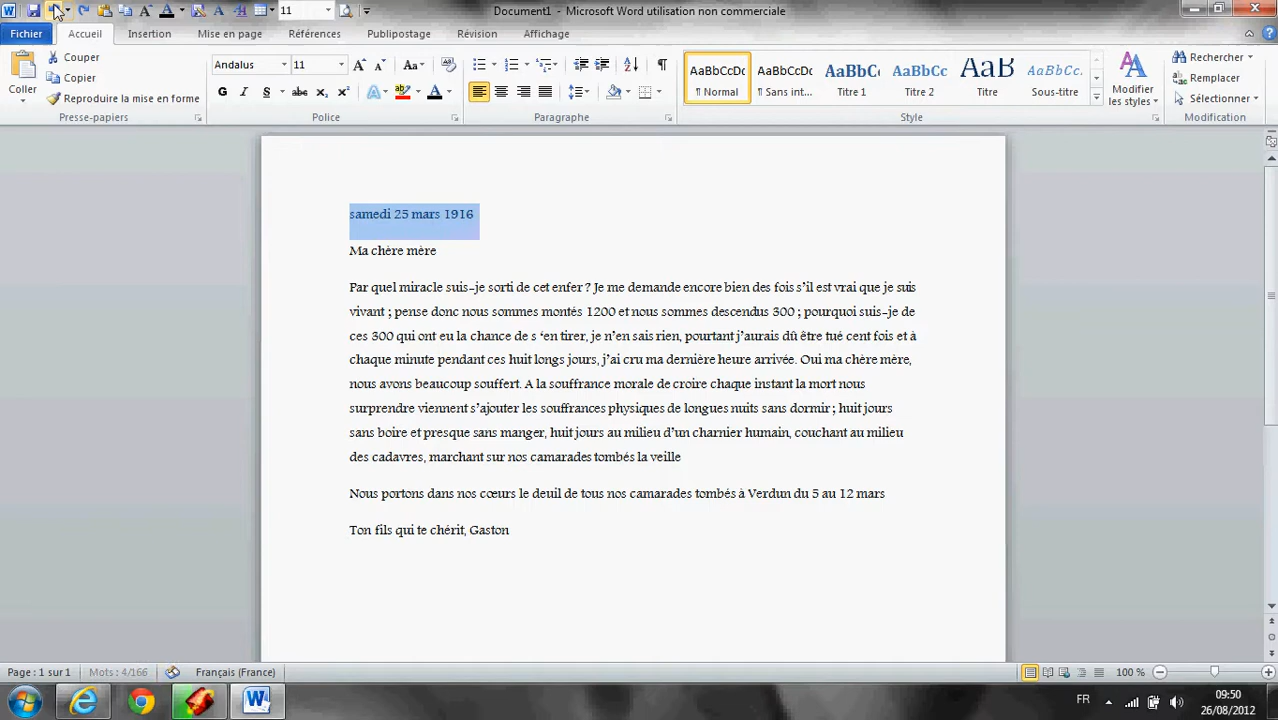 11
Document1 - Microsoft Word utilisation non commerciale
Fichier
Accueil
Insertion
Mise en page
Références
Publipostage
Révision
Affichage
Coller
Couper
Copier
Reproduire la mise en forme
Presse-papiers
Andalus
11
Aa
G I S abc x₂ x² A ab A
Police
Paragraphe
AaBbCcDc
¶ Normal
AaBbCcDc
¶ Sans int...
AaBbC
Titre 1
AaBbCc
Titre 2
AaB
Titre
AaBbCc.
Sous-titre
Modifier
les styles
Style
Rechercher
Remplacer
Sélectionner
Modification
samedi 25 mars 1916
Ma chère mère
Par quel miracle suis-je sorti de cet enfer ? Je me demande encore bien des fois s'il est vrai que je suis
vivant ; pense donc nous sommes montés 1200 et nous sommes descendus 300 ; pourquoi suis-je de
ces 300 qui ont eu la chance de s 'en tirer, je n'en sais rien, pourtant j'aurais dû être tué cent fois et à
chaque minute pendant ces huit longs jours, j'ai cru ma dernière heure arrivée. Oui ma chère mère,
nous avons beaucoup souffert. A la souffrance morale de croire chaque instant la mort nous
surprendre viennent s'ajouter les souffrances physiques de longues nuits sans dormir ; huit jours
sans boire et presque sans manger, huit jours au milieu d'un charnier humain, couchant au milieu
des cadavres, marchant sur nos camarades tombés la veille
Nous portons dans nos cœurs le deuil de tous nos camarades tombés à Verdun du 5 au 12 mars
Ton fils qui te chérit, Gaston
Page : 1 sur 1
Mots : 4/166
Français (France)
100 %
FR
09:50
26/08/2012